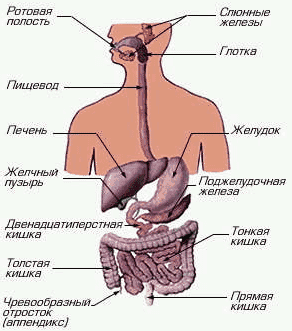 Ротовая
полость
Слюнные
железы
Глотка
Пищевод
Печень
Желудок
Желчный
пузырь
Поджелудочная
железа
Двенадцатиперстная
кишка
Тонкая
кишка
Толстая
кишка
Червеобразный
отросток
(аппендикс)
Прямая
кишка